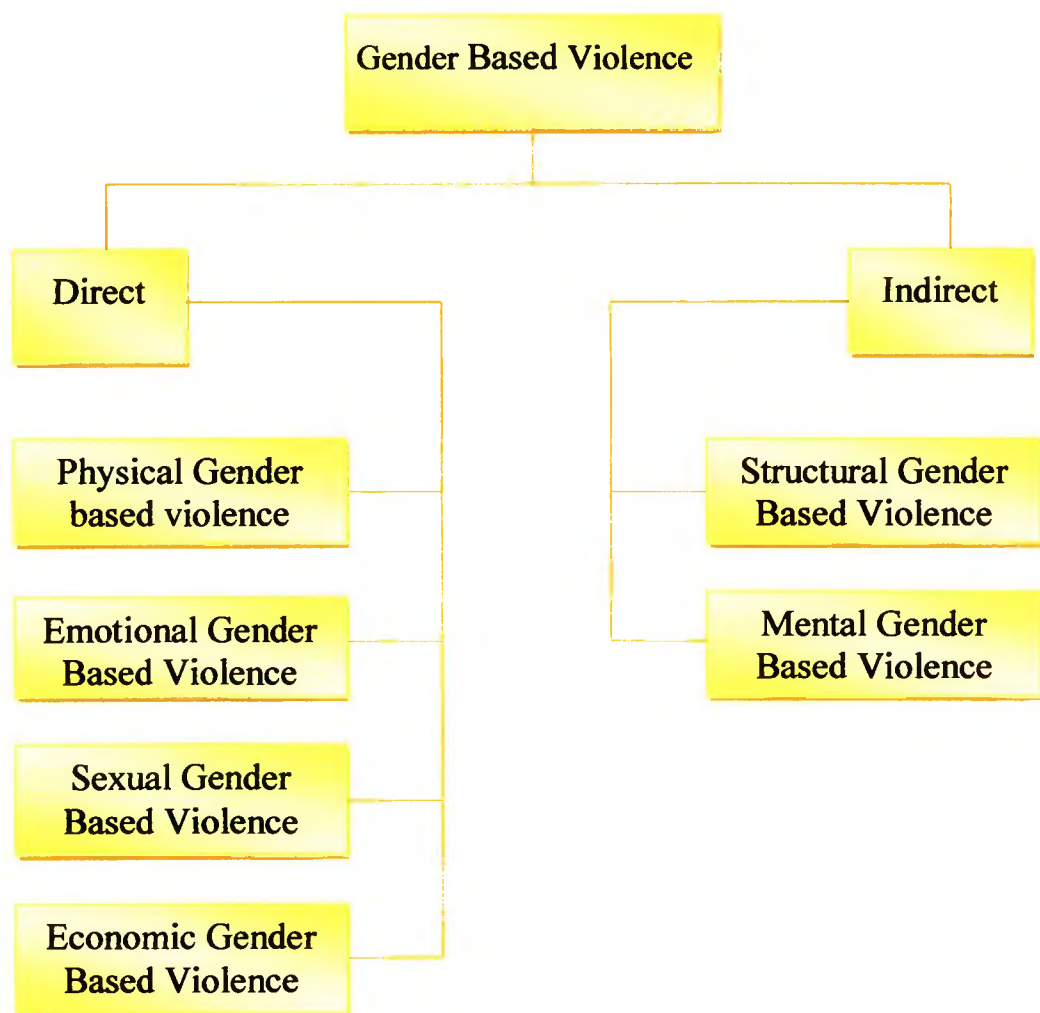 Gender Based Violence
Direct
Indirect
Physical Gender
based violence
Structural Gender
Based Violence
Emotional Gender
Based Violence
Mental Gender
Based Violence
Sexual Gender
Based Violence
Economic Gender
Based Violence